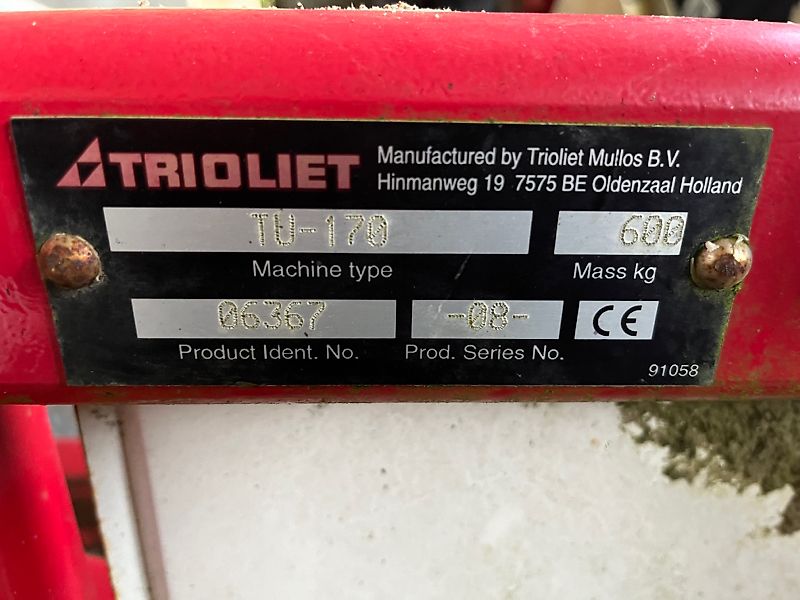 TRIOLIET
Manufactured by Trioliet Mullos B.V.
Hinmanweg 19 7575 BE Oldenzaal Holland
TU-170
600
Machine type
Mass kg
06367
-08-
CE
Product Ident. No.
Prod. Series No.
91058